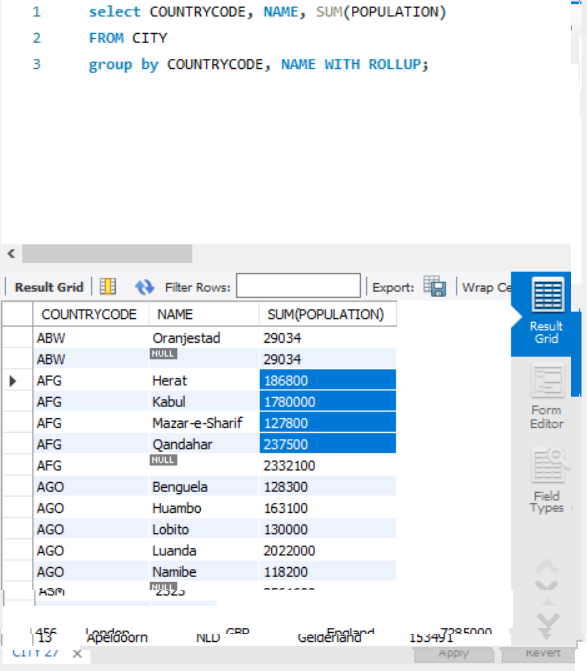 1 select COUNTRYCODE, NAME, SUM(POPULATION)
2 FROM CITY
3 group by COUNTRYCODE, NAME WITH ROLLUP;
Result Grid Filter Rows: Export: Wrap Ce
COUNTRYCODE NAME SUM(POPULATION)
ABW Oranjestad 29034
ABW NULL 29034
AFG Herat 186800
AFG Kabul 1780000
AFG Mazar-e-Sharif 127800
AFG Qandahar 237500
AFG NULL 2332100
AGO Benguela 128300
AGO Huambo 163100
AGO Lobito 130000
AGO Luanda 2022000
AGO Namibe 118200
ASM NULL
456 London GBR England 7285000
15 Apeldoorn NLD Gelderland 153491
CITY 27 Apply Revert
Result
Grid
Form
Editor
Field
Types